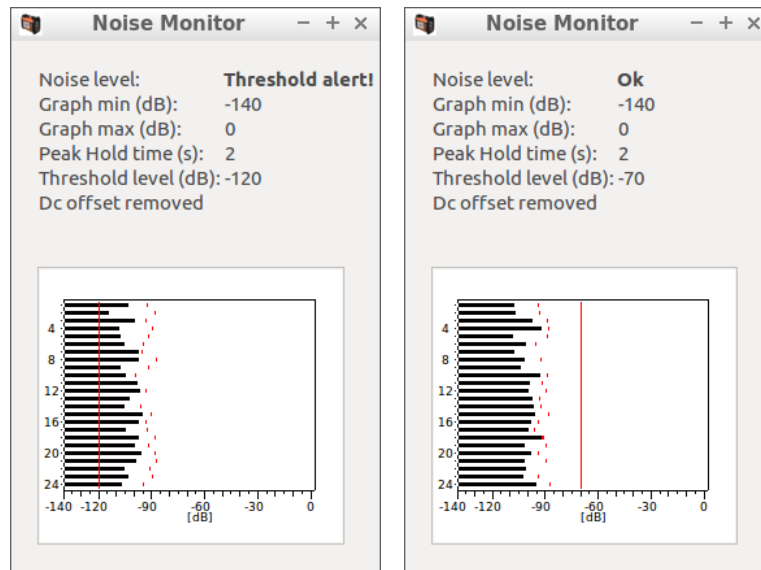 Noise Monitor
Noise level: Threshold alert!
Graph min (dB): -140
Graph max (dB): 0
Peak Hold time (s): 2
Threshold level (dB): -120
Dc offset removed
4
8
12
16
20
24
-140 -120 -90 -60 -30 0
[dB]
Noise Monitor
Noise level: Ok
Graph min (dB): -140
Graph max (dB): 0
Peak Hold time (s): 2
Threshold level (dB): -70
Dc offset removed
4
8
12
16
20
24
-140 -120 -90 -60 -30 0
[dB]